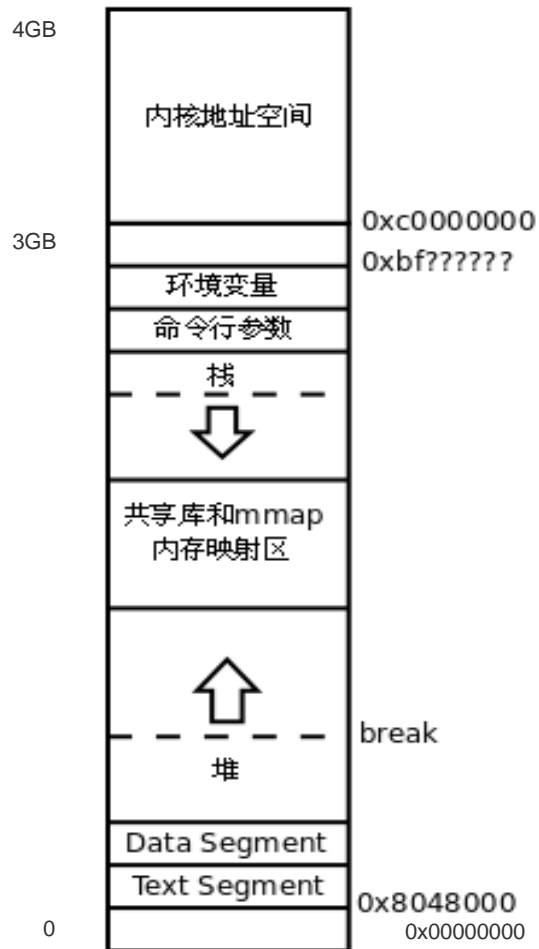 4GB
内核地址空间
0xc0000000
3GB
0xbf??????
环境变量
命令行参数
栈
共享库和mmap
内存映射区
break
堆
Data Segment
Text Segment
0x8048000
0
0x00000000